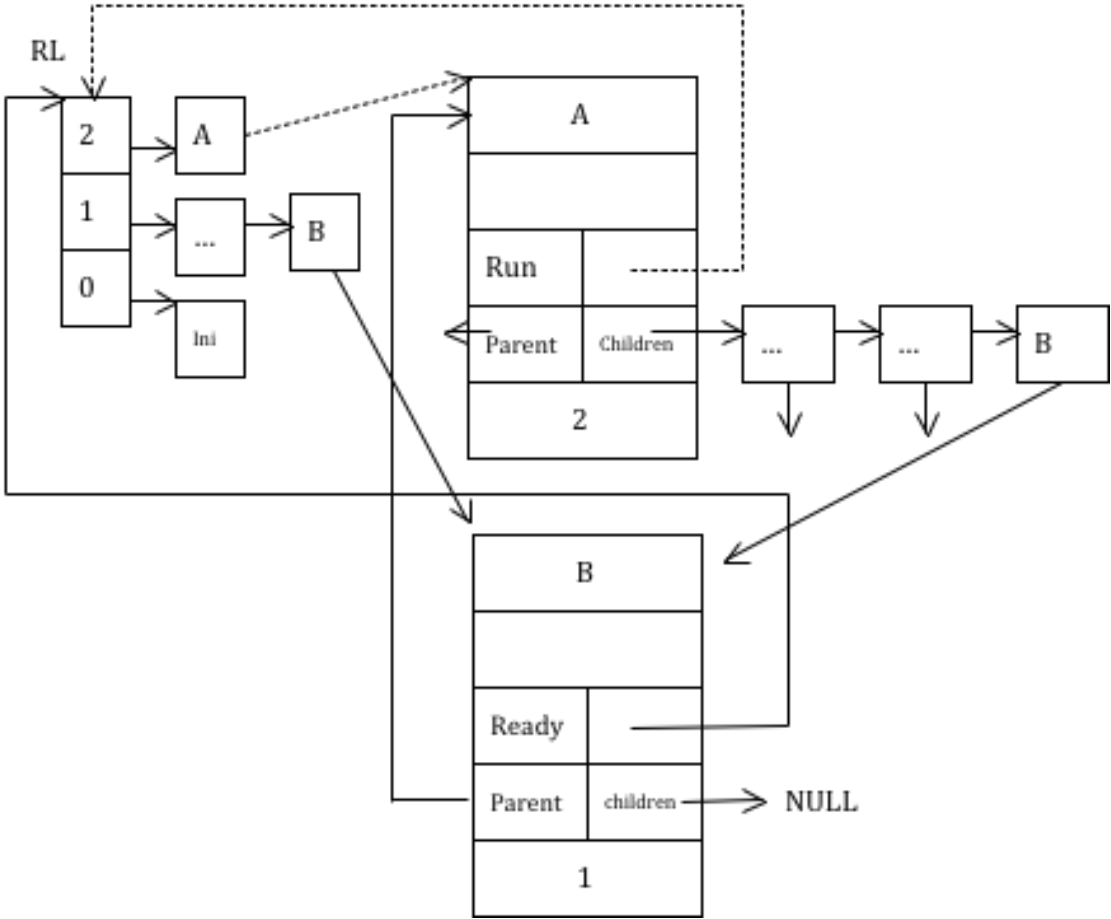 RL
2
A
1
...
B
0
Ini
A
Run
Parent
Children
...
...
B
2
B
Ready
Parent
children
NULL
1